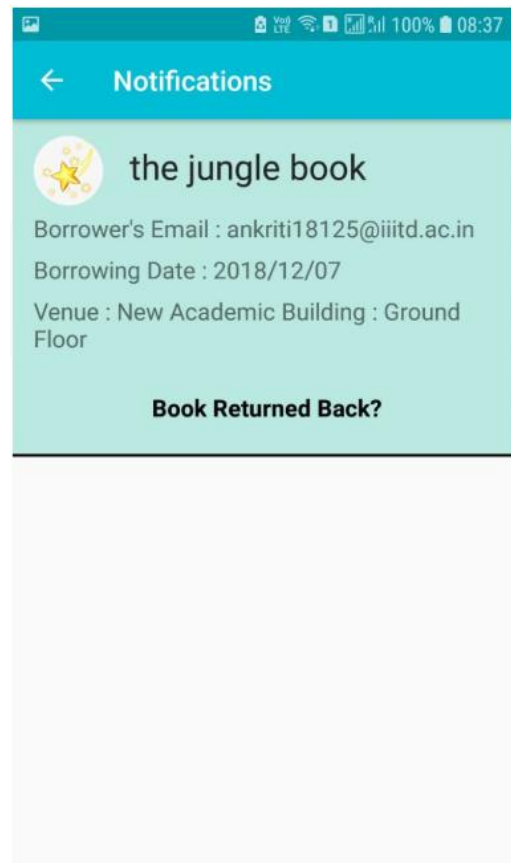 100% 08:37
Notifications
the jungle book
Borrower's Email : ankriti18125@iiitd.ac.in
Borrowing Date : 2018/12/07
Venue : New Academic Building : Ground
Floor
Book Returned Back?